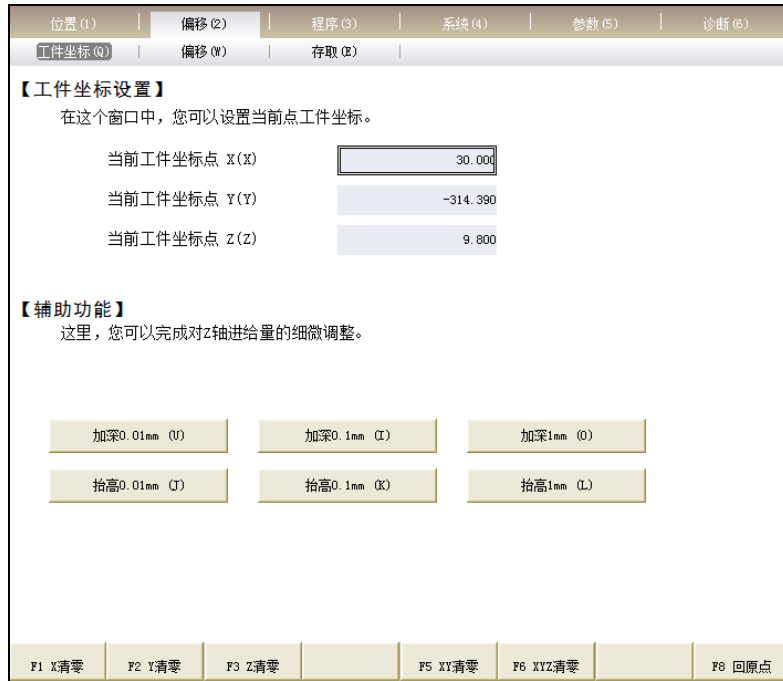 位置(1) 偏移(2) 程序(3) 系统(4) 参数(5) 诊断(6)
工件坐标(Q) 偏移(W) 存取(E)
【工件坐标设置】
在这个窗口中，您可以设置当前点工件坐标。
当前工件坐标点 X(X) 30.000
当前工件坐标点 Y(Y) -314.390
当前工件坐标点 Z(Z) 9.800
【辅助功能】
这里，您可以完成对Z轴进给量的细微调整。
加深0.01mm (U) 加深0.1mm (I) 加深1mm (O)
抬高0.01mm (J) 抬高0.1mm (K) 抬高1mm (L)
F1 X清零 F2 Y清零 F3 Z清零 F5 XY清零 F6 XYZ清零 F8 回原点